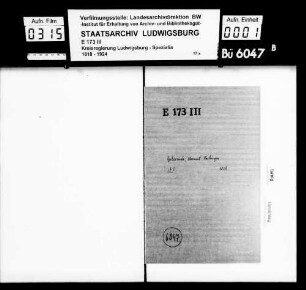 Aufn. Film
0315
Verfilmungsstelle: Landesarchivdirektion BW
-Institut für Erhaltung von Archiv- und Bibliotheksgut-
STAATSARCHIV LUDWIGSBURG
E 173 III
Kreisregierung Ludwigsburg: Spezialia
1818 - 1924
Aufn. Einheit
0001
Bü 6047
E 173 III
6047